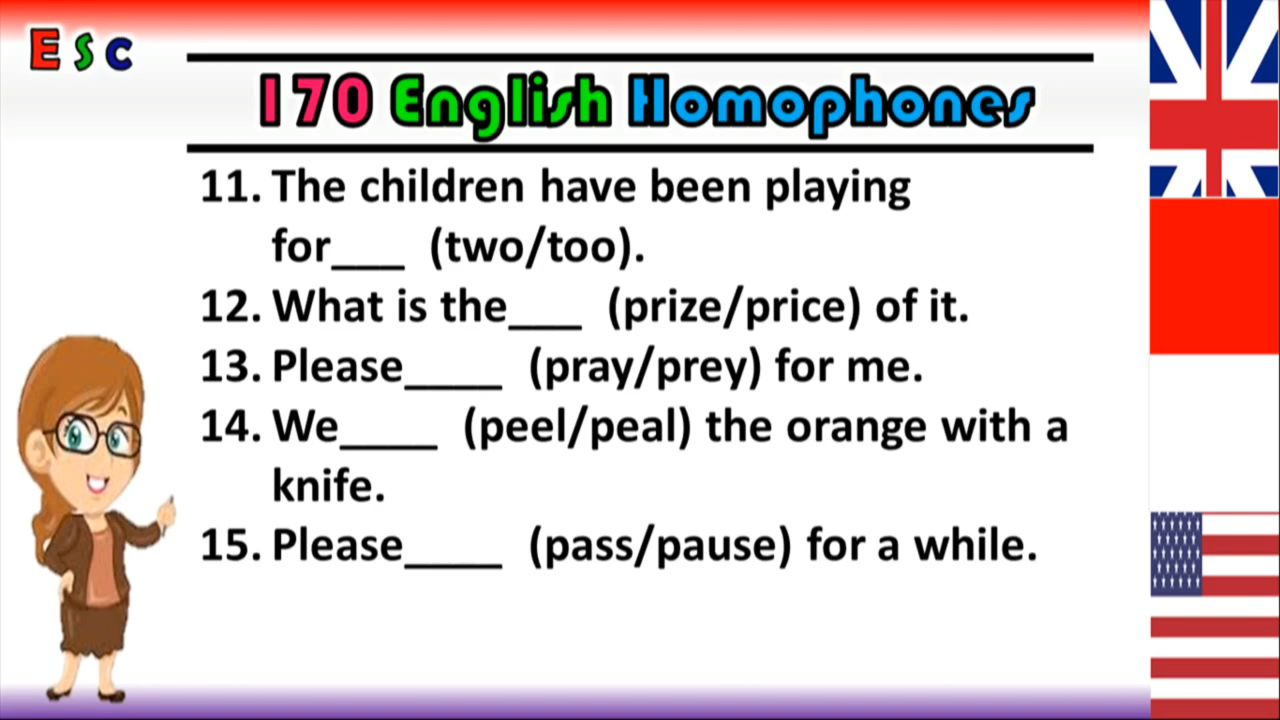 E S C
170 English Homophones
11. The children have been playing
for___ (two/too).
12. What is the___ (prize/price) of it.
13. Please____ (pray/prey) for me.
14. We____ (peel/peal) the orange with a
knife.
15. Please____ (pass/pause) for a while.